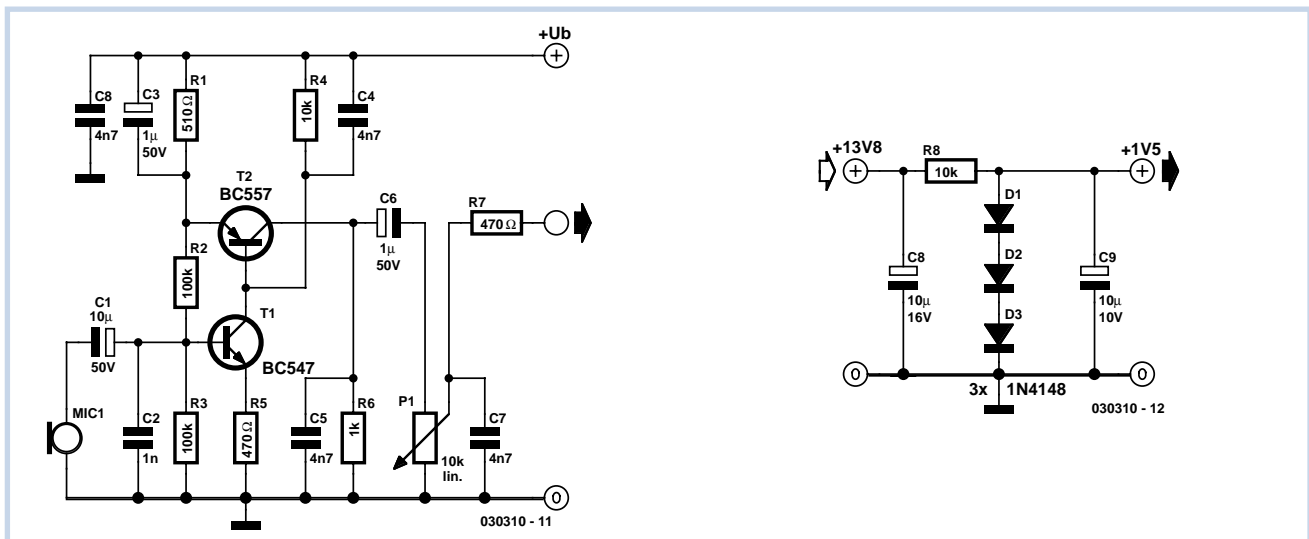 +Ub
C8
4n7
C3
1µ
50V
R1
510 Ω
R4
10k
C4
4n7
T2
BC557
R2
100k
C6
1µ
50V
R7
470 Ω
C1
10µ
50V
T1
BC547
MIC1
C2
1n
R3
100k
R5
470 Ω
C5
4n7
R6
1k
P1
10k
lin.
C7
4n7
0
030310 - 11
+13V8
R8
10k
+1V5
D1
D2
D3
C8
10µ
16V
C9
10µ
10V
0
3x 1N4148
0
030310 - 12